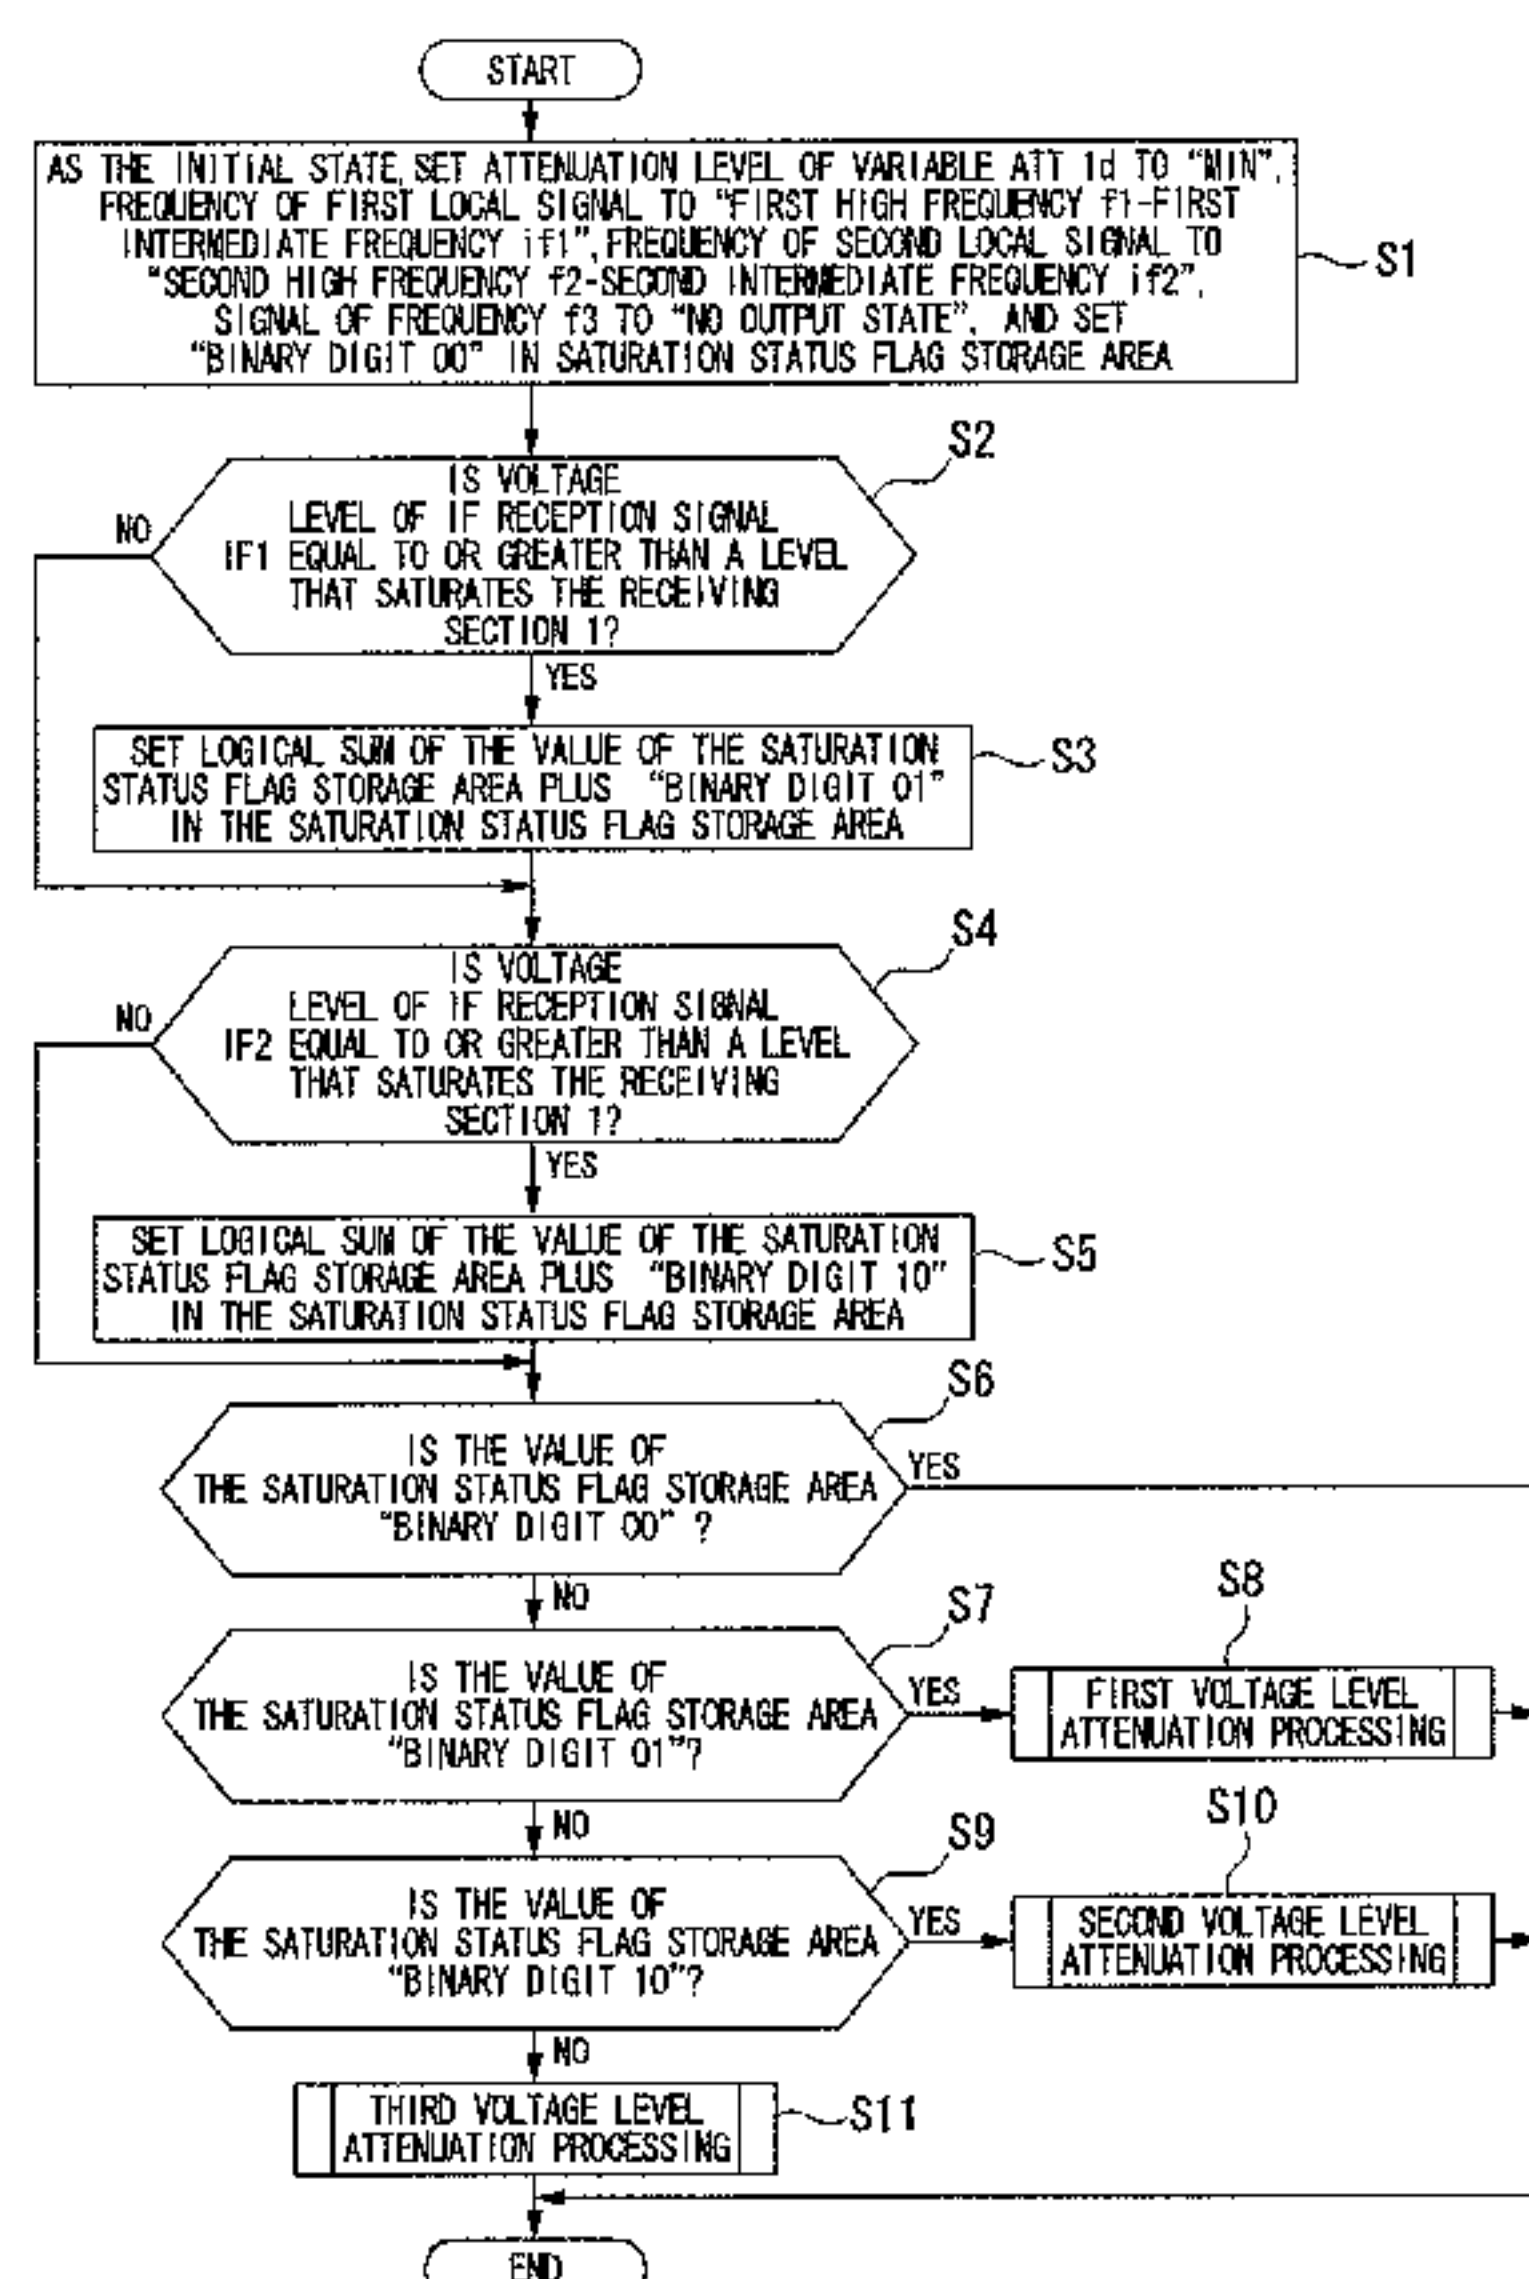 START
AS THE INITIAL STATE, SET ATTENUATION LEVEL OF VARIABLE ATT 1d TO "MIN",
FREQUENCY OF FIRST LOCAL SIGNAL TO "FIRST HIGH FREQUENCY f1-FIRST
INTERMEDIATE FREQUENCY if1", FREQUENCY OF SECOND LOCAL SIGNAL TO
"SECOND HIGH FREQUENCY f2-SECOND INTERMEDIATE FREQUENCY if2",
SIGNAL OF FREQUENCY f3 TO "NO OUTPUT STATE", AND SET
"BINARY DIGIT 00" IN SATURATION STATUS FLAG STORAGE AREA
S1
S2
IS VOLTAGE
LEVEL OF IF RECEPTION SIGNAL
IF1 EQUAL TO OR GREATER THAN A LEVEL
THAT SATURATES THE RECEIVING
SECTION 1?
NO
YES
SET LOGICAL SUM OF THE VALUE OF THE SATURATION
STATUS FLAG STORAGE AREA PLUS "BINARY DIGIT 01"
IN THE SATURATION STATUS FLAG STORAGE AREA
S3
S4
IS VOLTAGE
LEVEL OF IF RECEPTION SIGNAL
IF2 EQUAL TO OR GREATER THAN A LEVEL
THAT SATURATES THE RECEIVING
SECTION 1?
NO
YES
SET LOGICAL SUM OF THE VALUE OF THE SATURATION
STATUS FLAG STORAGE AREA PLUS "BINARY DIGIT 10"
IN THE SATURATION STATUS FLAG STORAGE AREA
S5
S6
IS THE VALUE OF
THE SATURATION STATUS FLAG STORAGE AREA
"BINARY DIGIT 00" ?
YES
NO
S7
IS THE VALUE OF
THE SATURATION STATUS FLAG STORAGE AREA
"BINARY DIGIT 01"?
YES
S8
FIRST VOLTAGE LEVEL
ATTENUATION PROCESSING
NO
S9
IS THE VALUE OF
THE SATURATION STATUS FLAG STORAGE AREA
"BINARY DIGIT 10"?
YES
S10
SECOND VOLTAGE LEVEL
ATTENUATION PROCESSING
NO
THIRD VOLTAGE LEVEL
ATTENUATION PROCESSING
S11
END